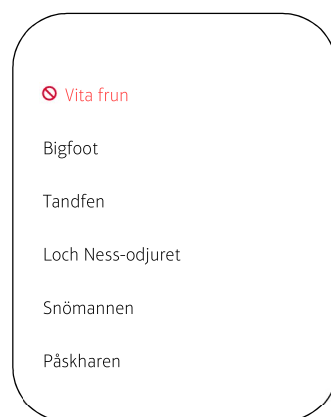 Vita frun
Bigfoot
Tandfen
Loch Ness-odjuret
Snömannen
Påskharen